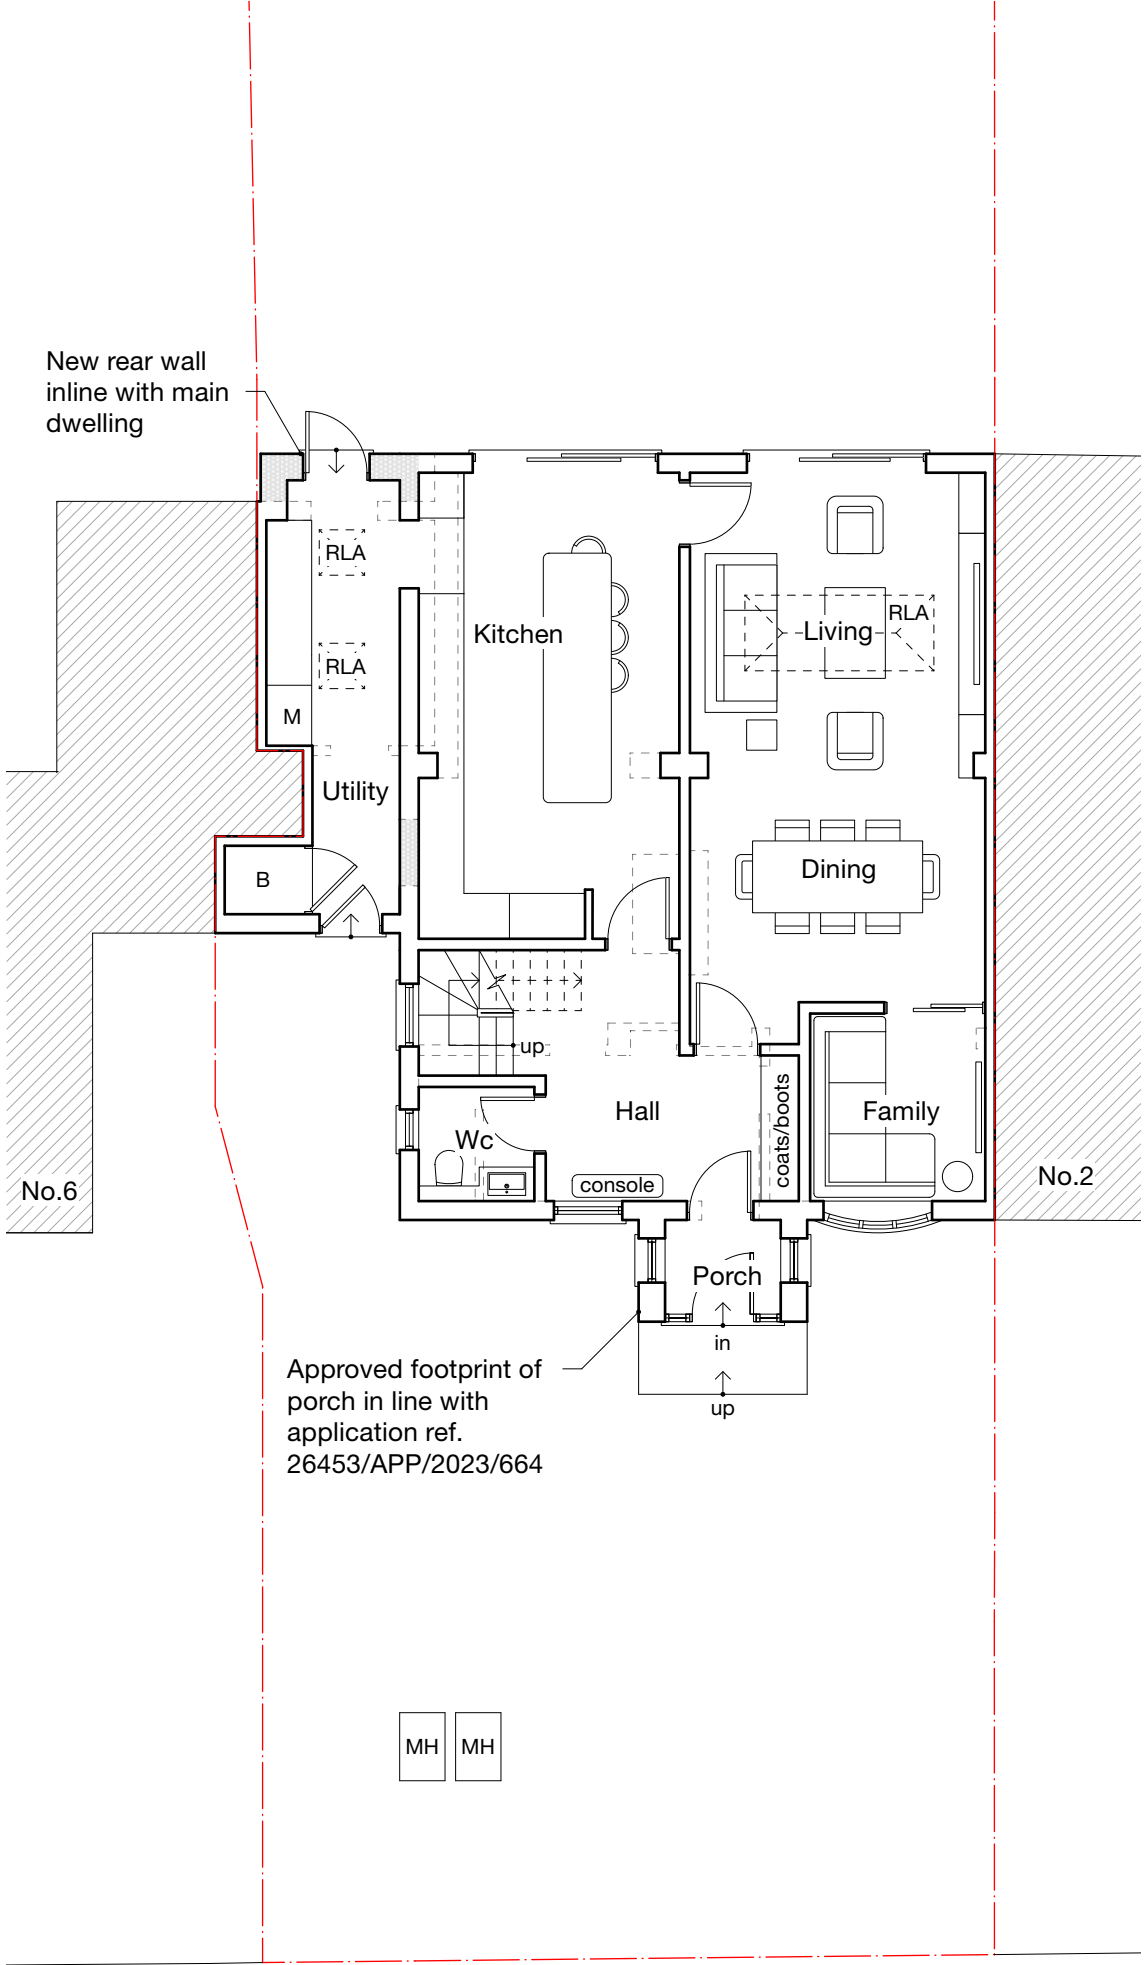 New rear wall
inline with main
dwelling
RLA
Kitchen
Living
RLA
RLA
M
Utility
Dining
B
up
Hall
coats/boots
Family
Wc
No.6
console
No.2
Porch
in
Approved footprint of
porch in line with
application ref.
26453/APP/2023/664
up
MH
MH